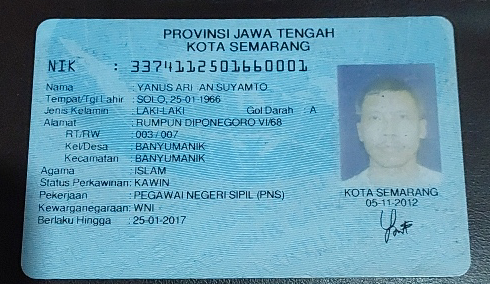 PROVINSI JAWA TENGAH
KOTA SEMARANG
NIK : 3374112501660001
Nama : YANUS ARI AN SUYAMTO
Tempat/Tgl Lahir : SOLO, 25-01-1966
Jenis Kelamin : LAKI-LAKI Gol Darah : A
Alamat : RUMPUN DIPONEGORO VI/68
RT/RW : 003 / 007
Kel/Desa : BANYUMANIK
Kecamatan : BANYUMANIK
Agama : ISLAM
Status Perkawinan: KAWIN
Pekerjaan : PEGAWAI NEGERI SIPIL (PNS)
Kewarganegaraan: WNI
Berlaku Hingga : 25-01-2017
KOTA SEMARANG
05-11-2012